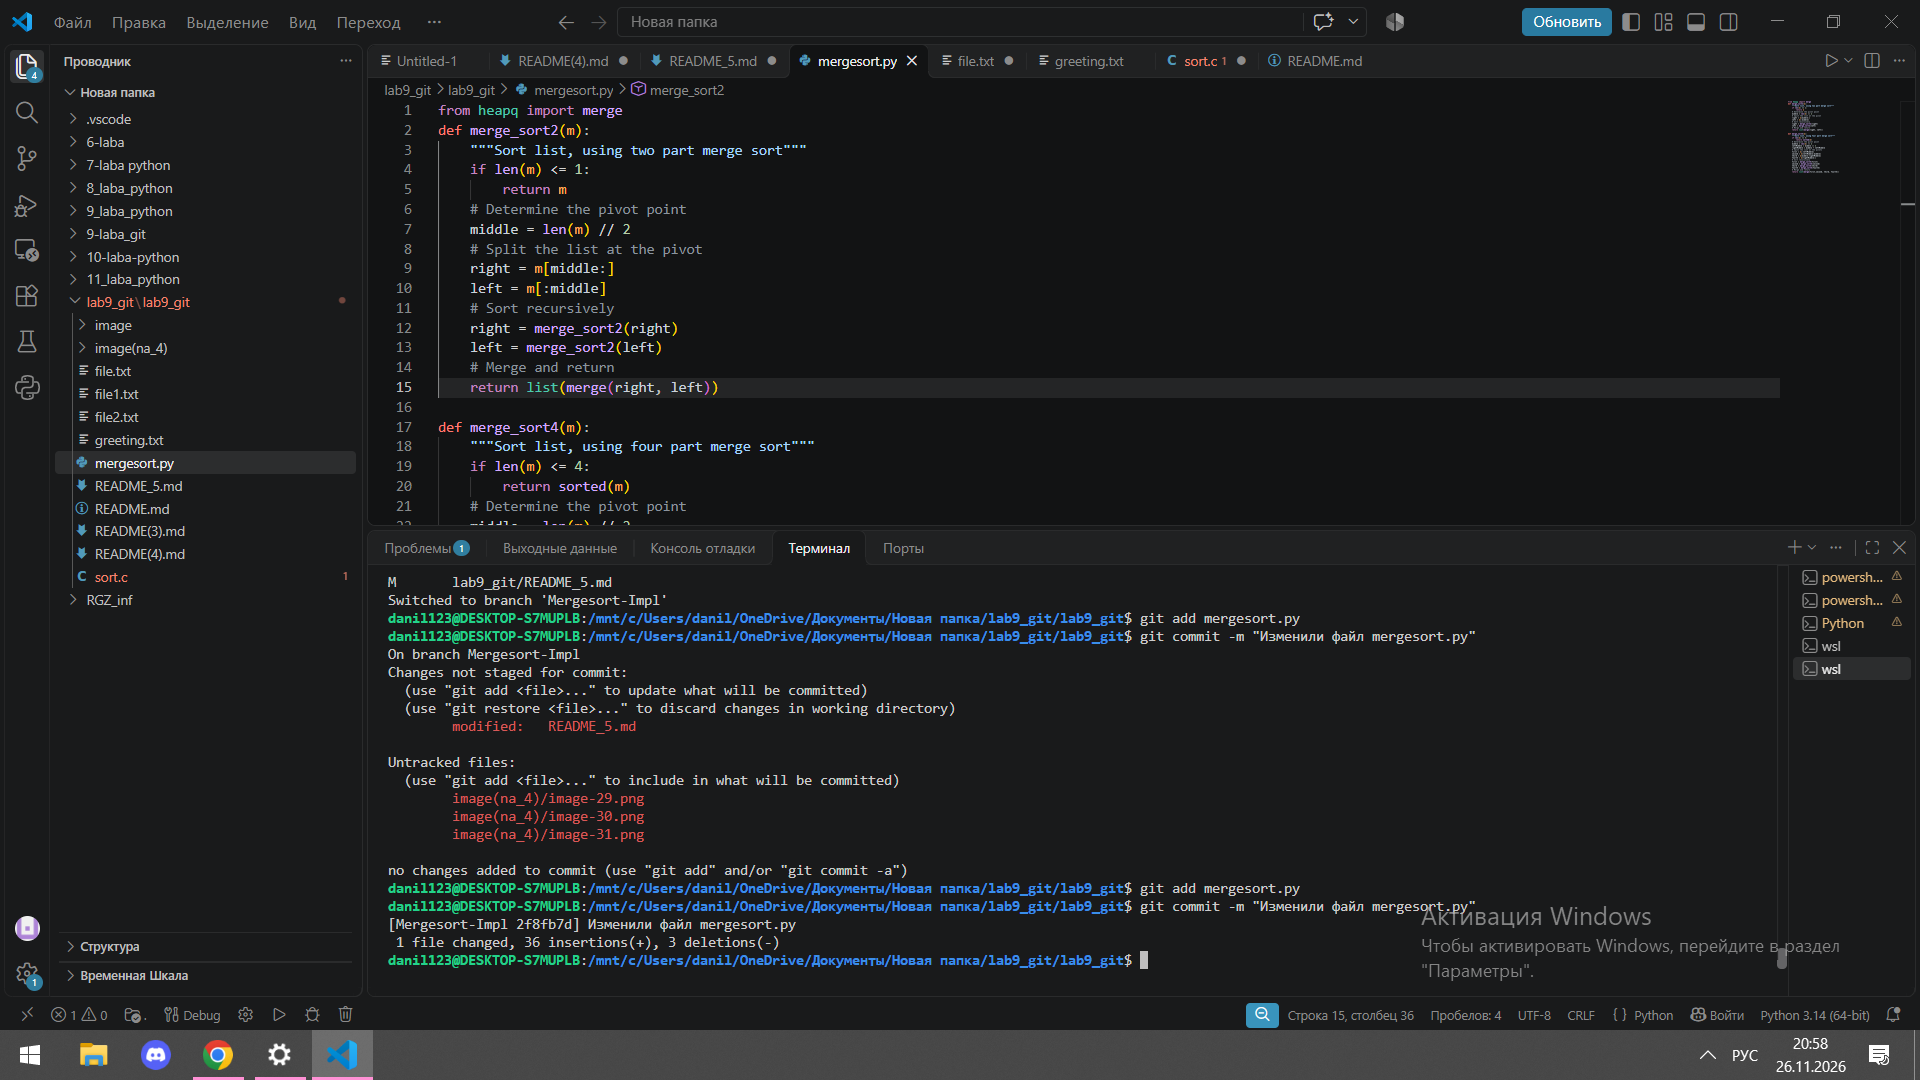 Файл Правка Выделение Вид Переход ··· Новая папка Обновить
Проводник ···
Новая папка
.vscode
6-laba
7-laba python
8_laba_python
9_laba_python
9-laba_git
10-laba-python
11_laba_python
lab9_git\lab9_git
image
image(na_4)
file.txt
file1.txt
file2.txt
greeting.txt
mergesort.py
README_5.md
README.md
README(3).md
README(4).md
sort.c 1
RGZ_inf
Структура
Временная Шкала
4
1
Untitled-1 README(4).md README_5.md mergesort.py file.txt greeting.txt sort.c 1 README.md
lab9_git > lab9_git > mergesort.py > merge_sort2
1 from heapq import merge
2 def merge_sort2(m):
3 """Sort list, using two part merge sort"""
4 if len(m) <= 1:
5 return m
6 # Determine the pivot point
7 middle = len(m) // 2
8 # Split the list at the pivot
9 right = m[middle:]
10 left = m[:middle]
11 # Sort recursively
12 right = merge_sort2(right)
13 left = merge_sort2(left)
14 # Merge and return
15 return list(merge(right, left))
16
17 def merge_sort4(m):
18 """Sort list, using four part merge sort"""
19 if len(m) <= 4:
20 return sorted(m)
21 # Determine the pivot point
22 middle = len(m) // 2
Проблемы 1 Выходные данные Консоль отладки Терминал Порты
M lab9_git/README_5.md
Switched to branch 'Mergesort-Impl'
danil123@DESKTOP-S7MUPLB:/mnt/c/Users/danil/OneDrive/Документы/Новая папка/lab9_git/lab9_git$ git add mergesort.py
danil123@DESKTOP-S7MUPLB:/mnt/c/Users/danil/OneDrive/Документы/Новая папка/lab9_git/lab9_git$ git commit -m "Изменили файл mergesort.py"
On branch Mergesort-Impl
Changes not staged for commit:
(use "git add <file>..." to update what will be committed)
(use "git restore <file>..." to discard changes in working directory)
modified: README_5.md
Untracked files:
(use "git add <file>..." to include in what will be committed)
image(na_4)/image-29.png
image(na_4)/image-30.png
image(na_4)/image-31.png
no changes added to commit (use "git add" and/or "git commit -a")
danil123@DESKTOP-S7MUPLB:/mnt/c/Users/danil/OneDrive/Документы/Новая папка/lab9_git/lab9_git$ git add mergesort.py
danil123@DESKTOP-S7MUPLB:/mnt/c/Users/danil/OneDrive/Документы/Новая папка/lab9_git/lab9_git$ git commit -m "Изменили файл mergesort.py"
[Mergesort-Impl 2f8fb7d] Изменили файл mergesort.py
1 file changed, 36 insertions(+), 3 deletions(-)
danil123@DESKTOP-S7MUPLB:/mnt/c/Users/danil/OneDrive/Документы/Новая папка/lab9_git/lab9_git$
powersh...
powersh...
Python
wsl
wsl
Активация Windows
Чтобы активировать Windows, перейдите в раздел
"Параметры".
1 0 Debug Строка 15, столбец 36 Пробелов: 4 UTF-8 CRLF { } Python Войти Python 3.14 (64-bit)
РУС
20:58
26.11.2026